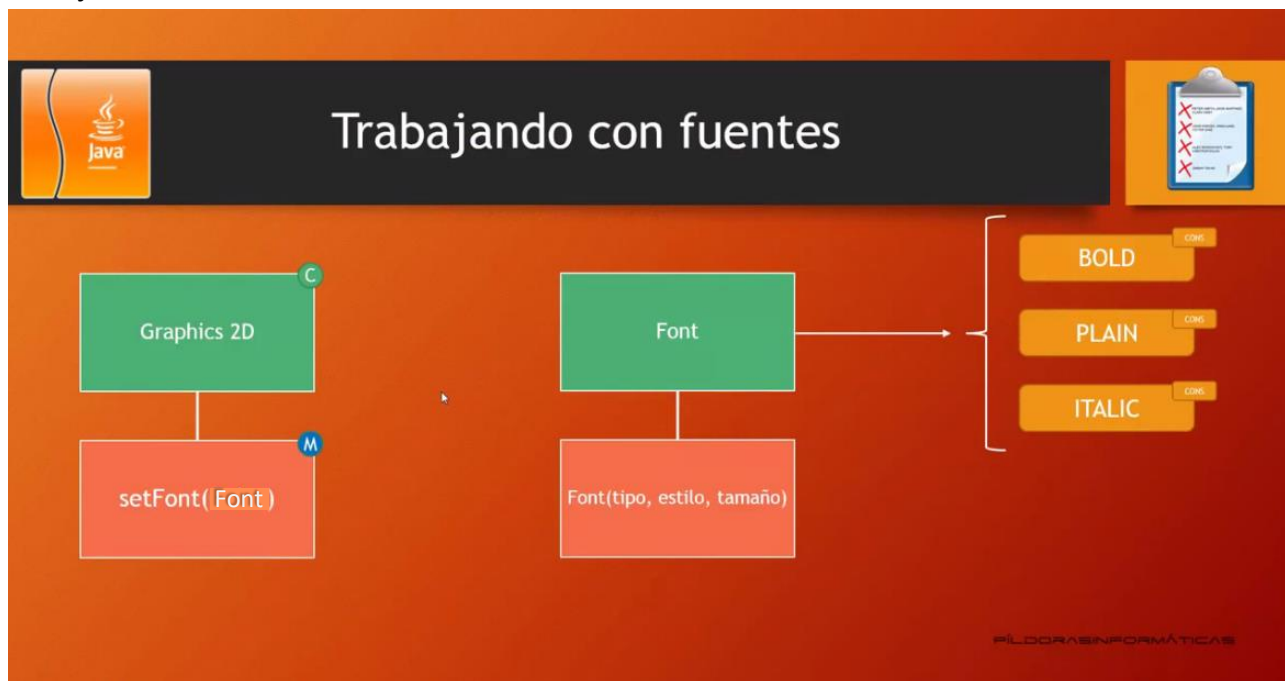 Java
Trabajando con fuentes
C
Graphics 2D
M
setFont(Font)
Font
Font(tipo, estilo, tamaño)
CONS
BOLD
CONS
PLAIN
CONS
ITALIC
PÍLDORASINFORMÁTICAS